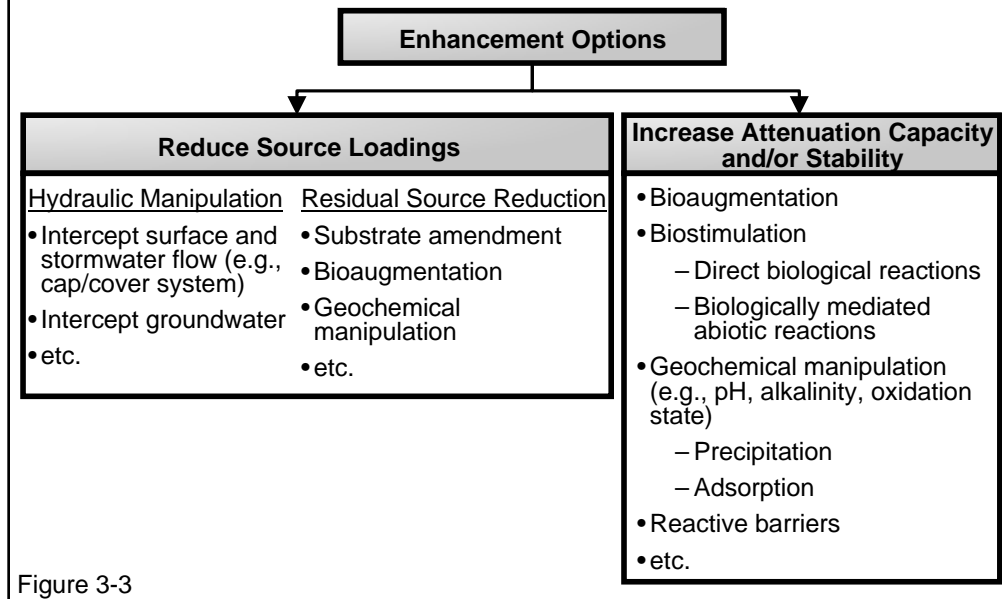 Enhancement Options
Reduce Source Loadings
Hydraulic Manipulation
•Intercept surface and
stormwater flow (e.g.,
cap/cover system)
•Intercept groundwater
•etc.
Residual Source Reduction
•Substrate amendment
•Bioaugmentation
•Geochemical
manipulation
•etc.
Increase Attenuation Capacity
and/or Stability
•Bioaugmentation
•Biostimulation
–Direct biological reactions
–Biologically mediated
abiotic reactions
•Geochemical manipulation
(e.g., pH, alkalinity, oxidation
state)
–Precipitation
–Adsorption
•Reactive barriers
•etc.
Figure 3-3